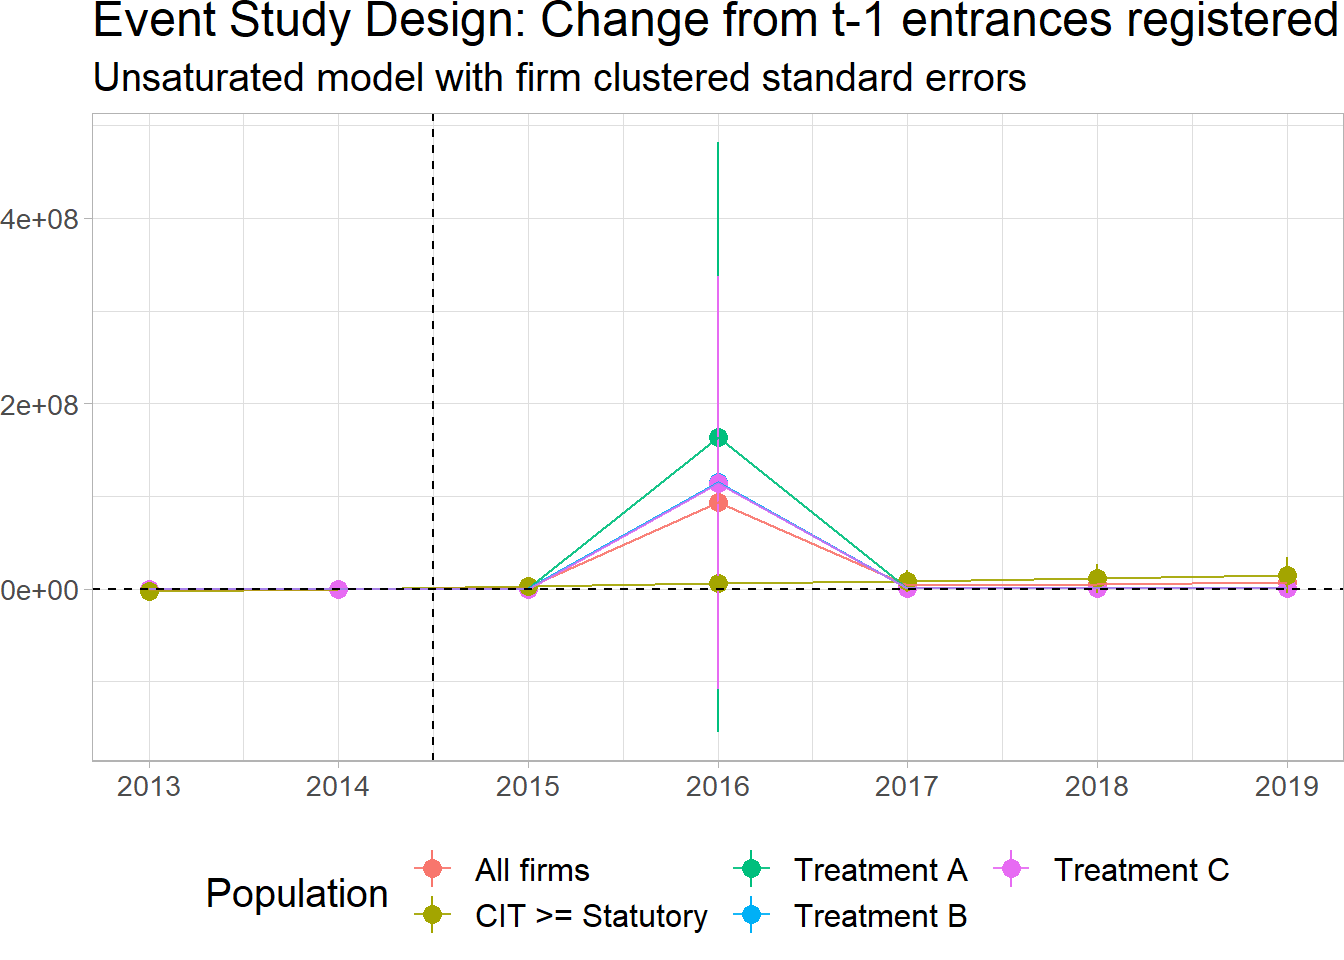 Event Study Design: Change from t-1 entrances registered
Unsaturated model with firm clustered standard errors
4e+08
2e+08
0e+00
2013 2014 2015 2016 2017 2018 2019
Population
All firms Treatment A Treatment C
CIT >= Statutory Treatment B